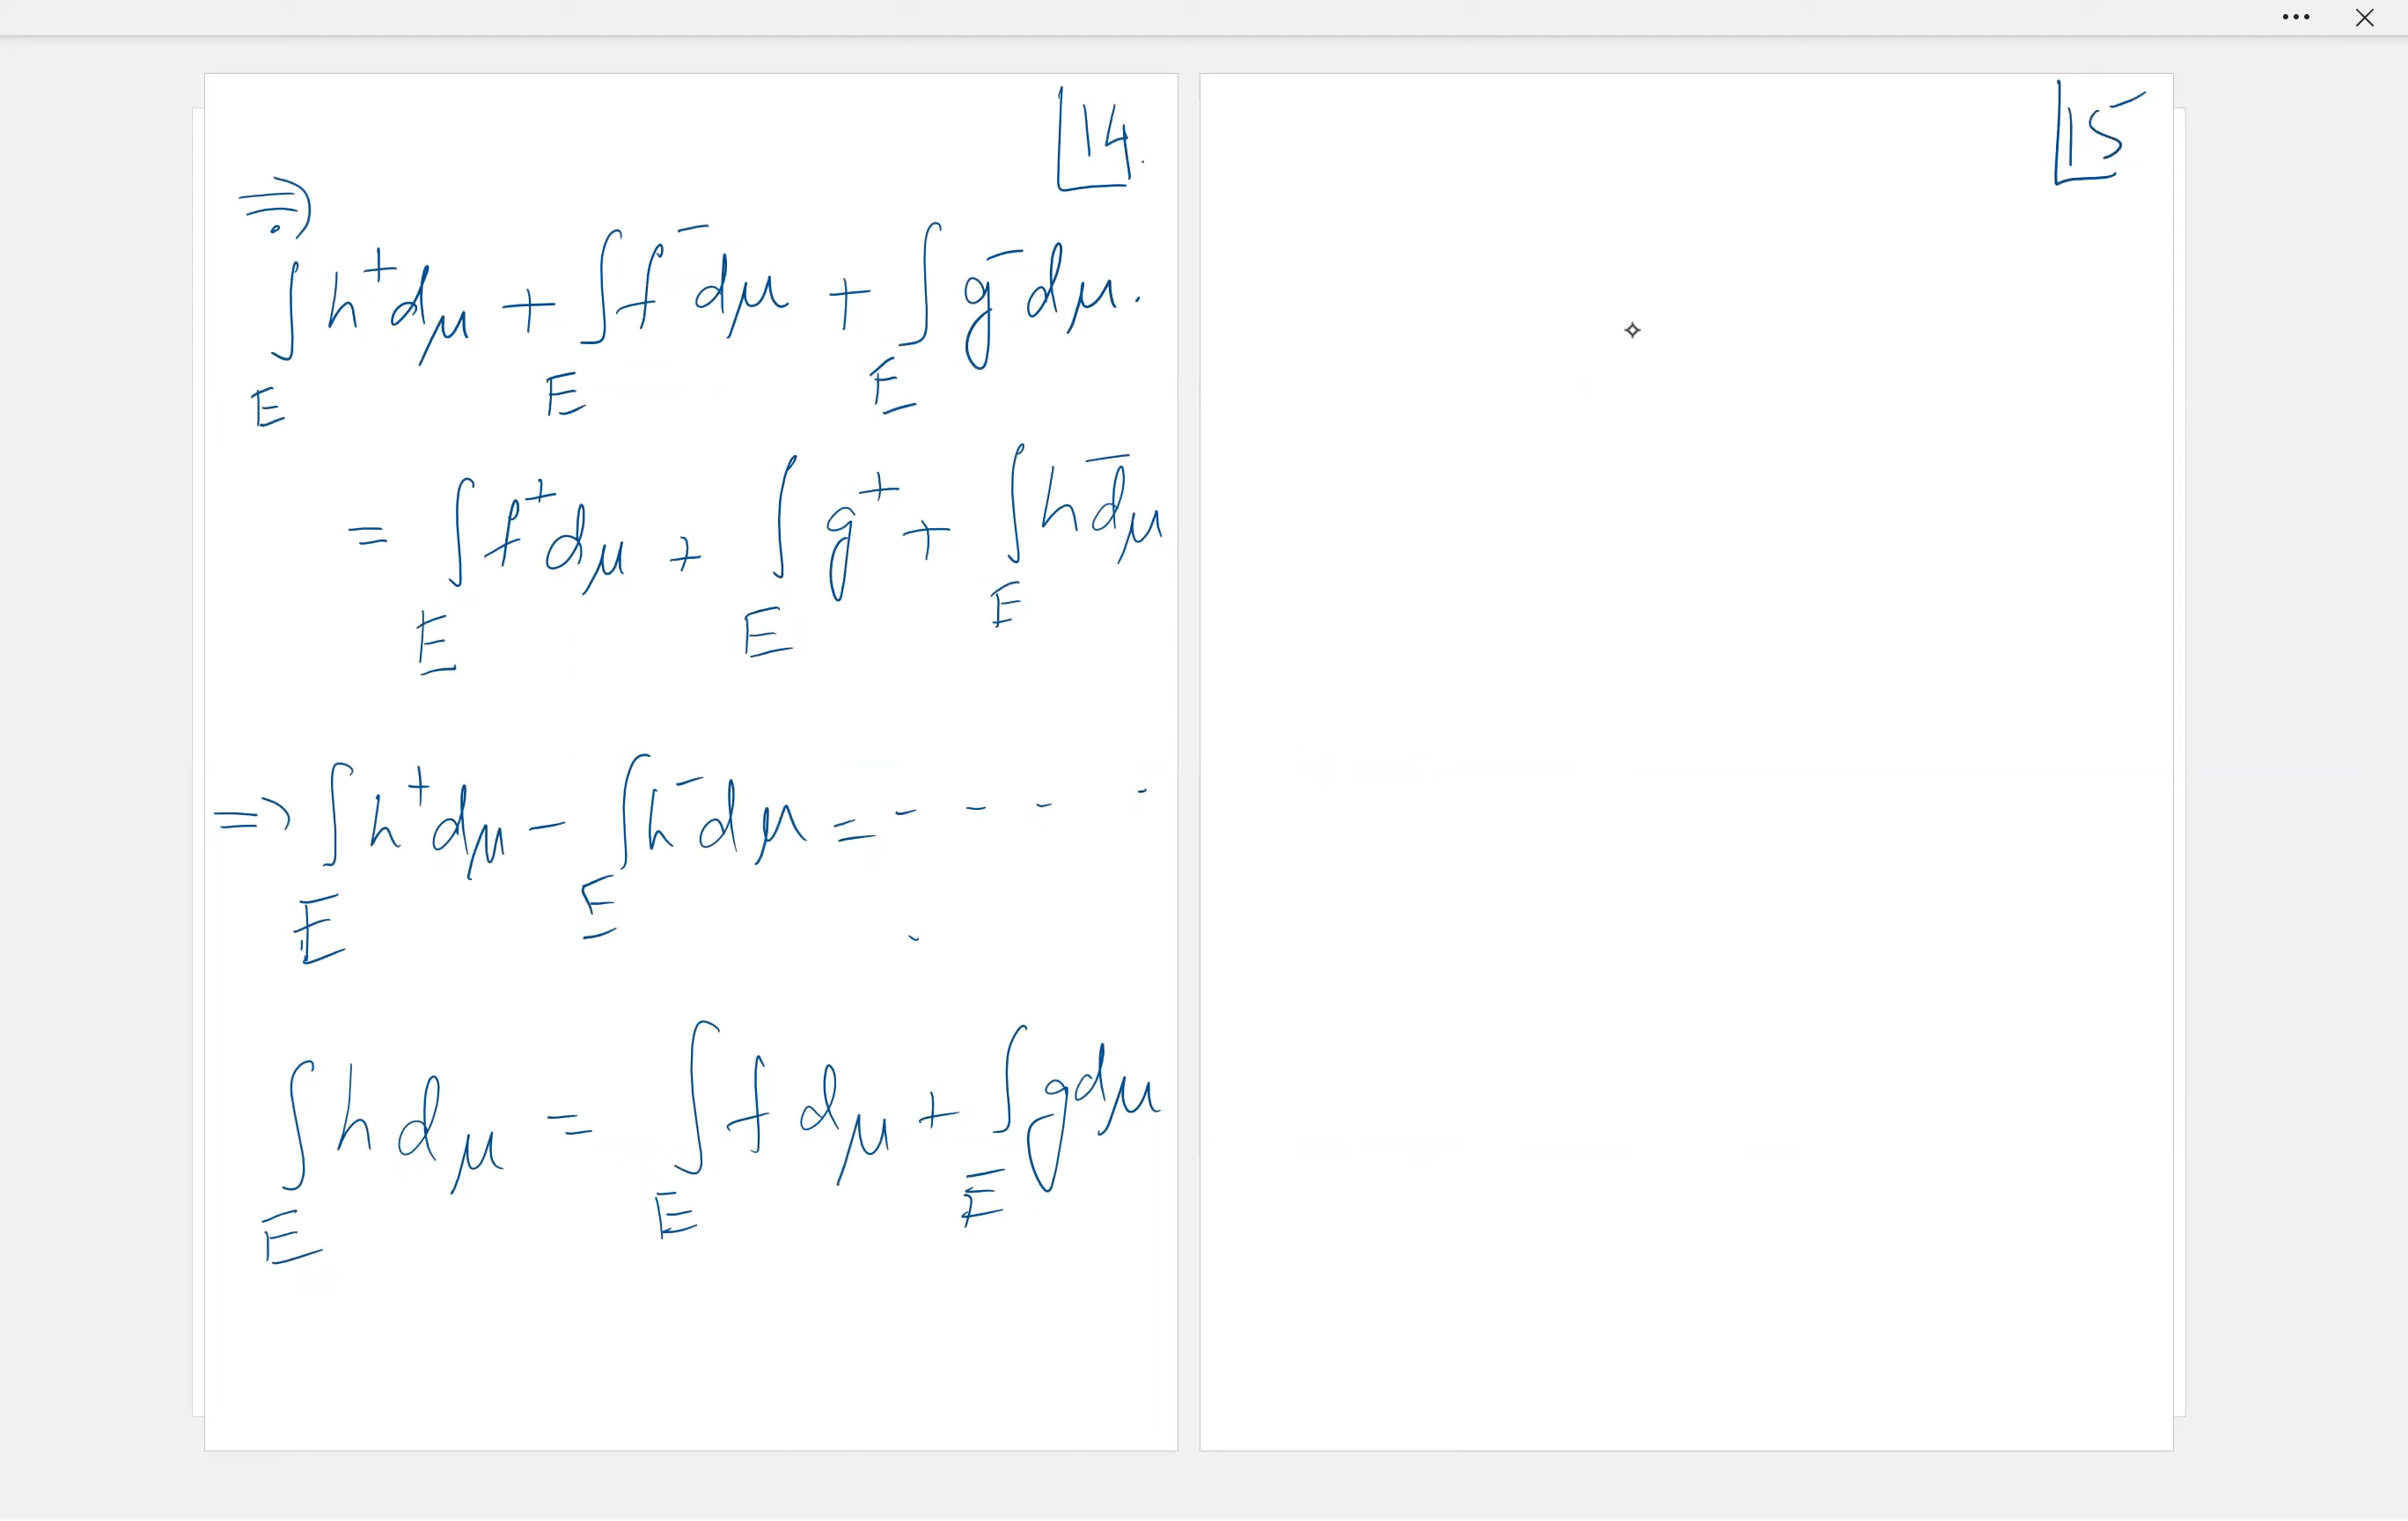 14.
⇒
∫_E h⁺dμ + ∫_E f⁻dμ + ∫_E g⁻dμ.
= ∫_E f⁺dμ + ∫_E g⁺ + ∫_E h⁻dμ
⇒ ∫_E h⁺dμ − ∫_E h⁻dμ = - - - -
∫_E h dμ = ∫_E f dμ + ∫_E g dμ
15